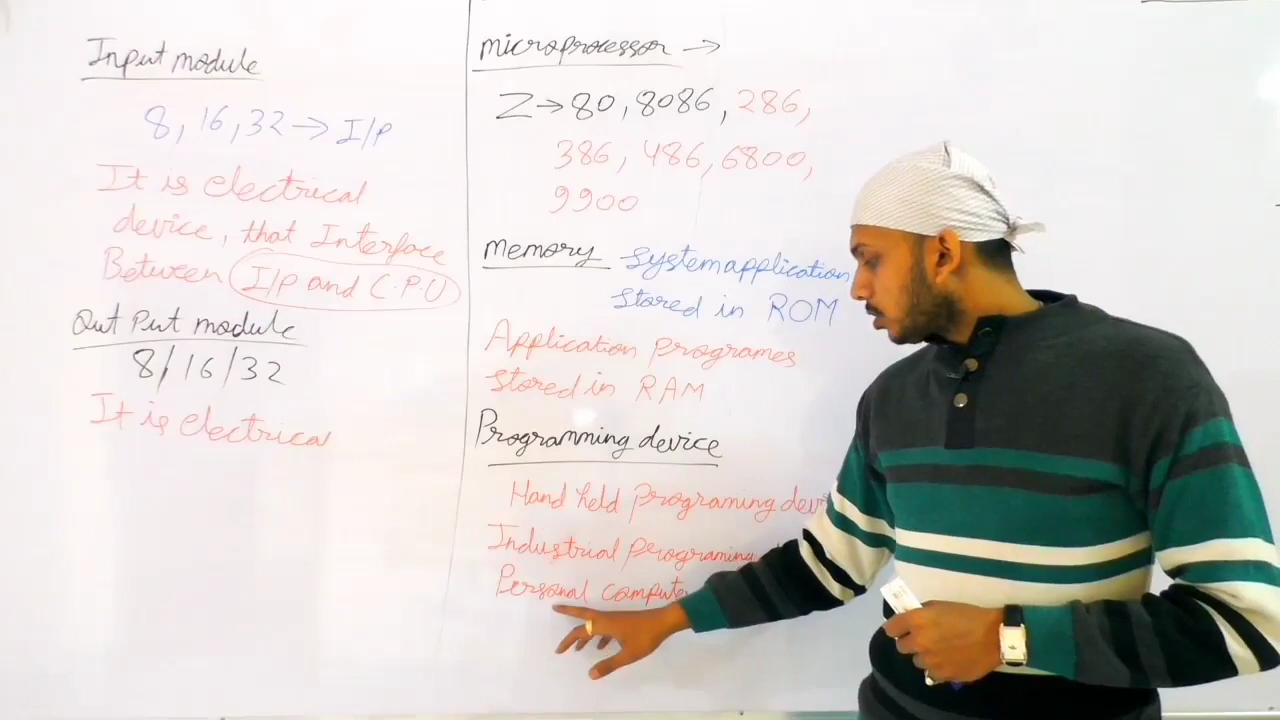 Input module
8, 16, 32 → I/P
It is electrical
device, that Interface
Between I/P and C.P.U
Out Put module
8/16/32
It is electrical
microprocessor →
Z → 80, 8086, 286,
386, 486, 6800,
9900
Memory System application
Stored in ROM
Application programes
Stored in RAM
Programming device
Hand held programing
Industrial
Personal compute